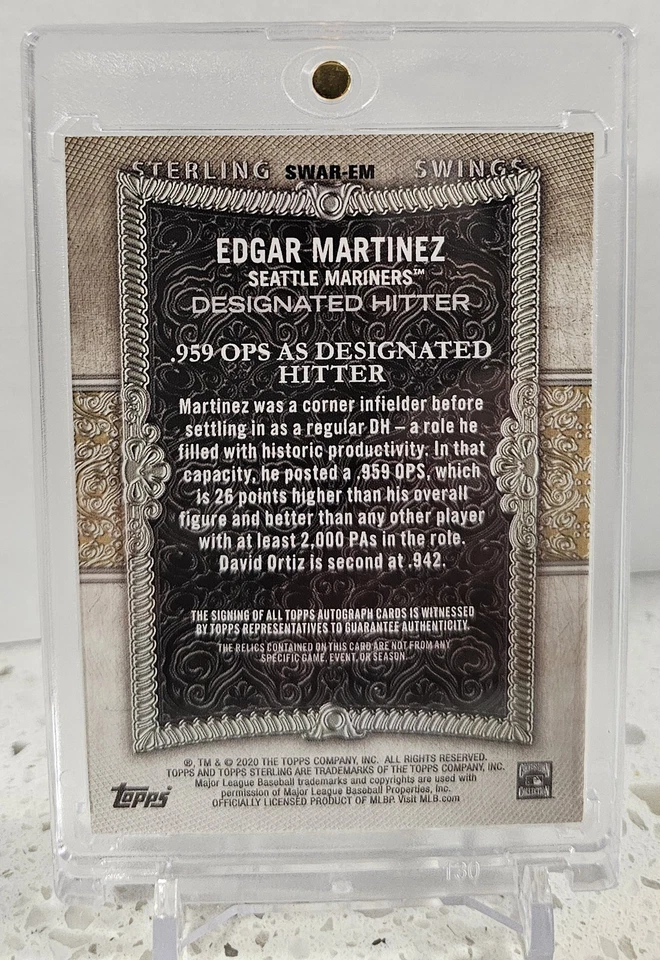 STERLING SWAR-EM SWINGS
EDGAR MARTINEZ
SEATTLE MARINERS™
DESIGNATED HITTER
.959 OPS AS DESIGNATED
HITTER
Martinez was a corner infielder before
settling in as a regular DH – a role he
filled with historic productivity. In that
capacity, he posted a .959 OPS, which
is 26 points higher than his overall
figure and better than any other player
with at least 2,000 PAs in the role.
David Ortiz is second at .942.
THE SIGNING OF ALL TOPPS AUTOGRAPH CARDS IS WITNESSED
BY TOPPS REPRESENTATIVES TO GUARANTEE AUTHENTICITY.
THE RELICS CONTAINED ON THIS CARD ARE NOT FROM ANY
SPECIFIC GAME, EVENT, OR SEASON.
®, TM & © 2020 THE TOPPS COMPANY, INC. ALL RIGHTS RESERVED.
TOPPS AND TOPPS STERLING ARE TRADEMARKS OF THE TOPPS COMPANY, INC.
Major League Baseball trademarks and copyrights are used with
permission of Major League Baseball Properties, Inc.
OFFICIALLY LICENSED PRODUCT OF MLBP. Visit MLB.com
topps
COOPERSTOWN
COLLECTION
130